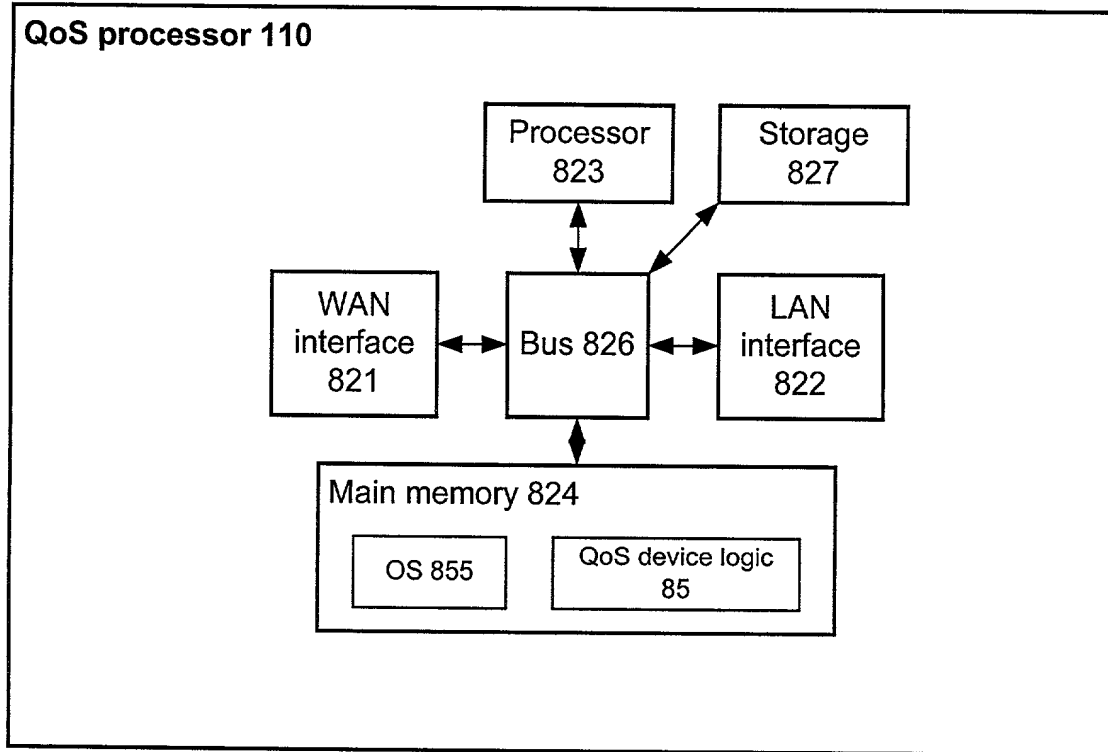 QoS processor 110
Processor
823
Storage
827
WAN
interface
821
Bus 826
LAN
interface
822
Main memory 824
OS 855
QoS device logic
85